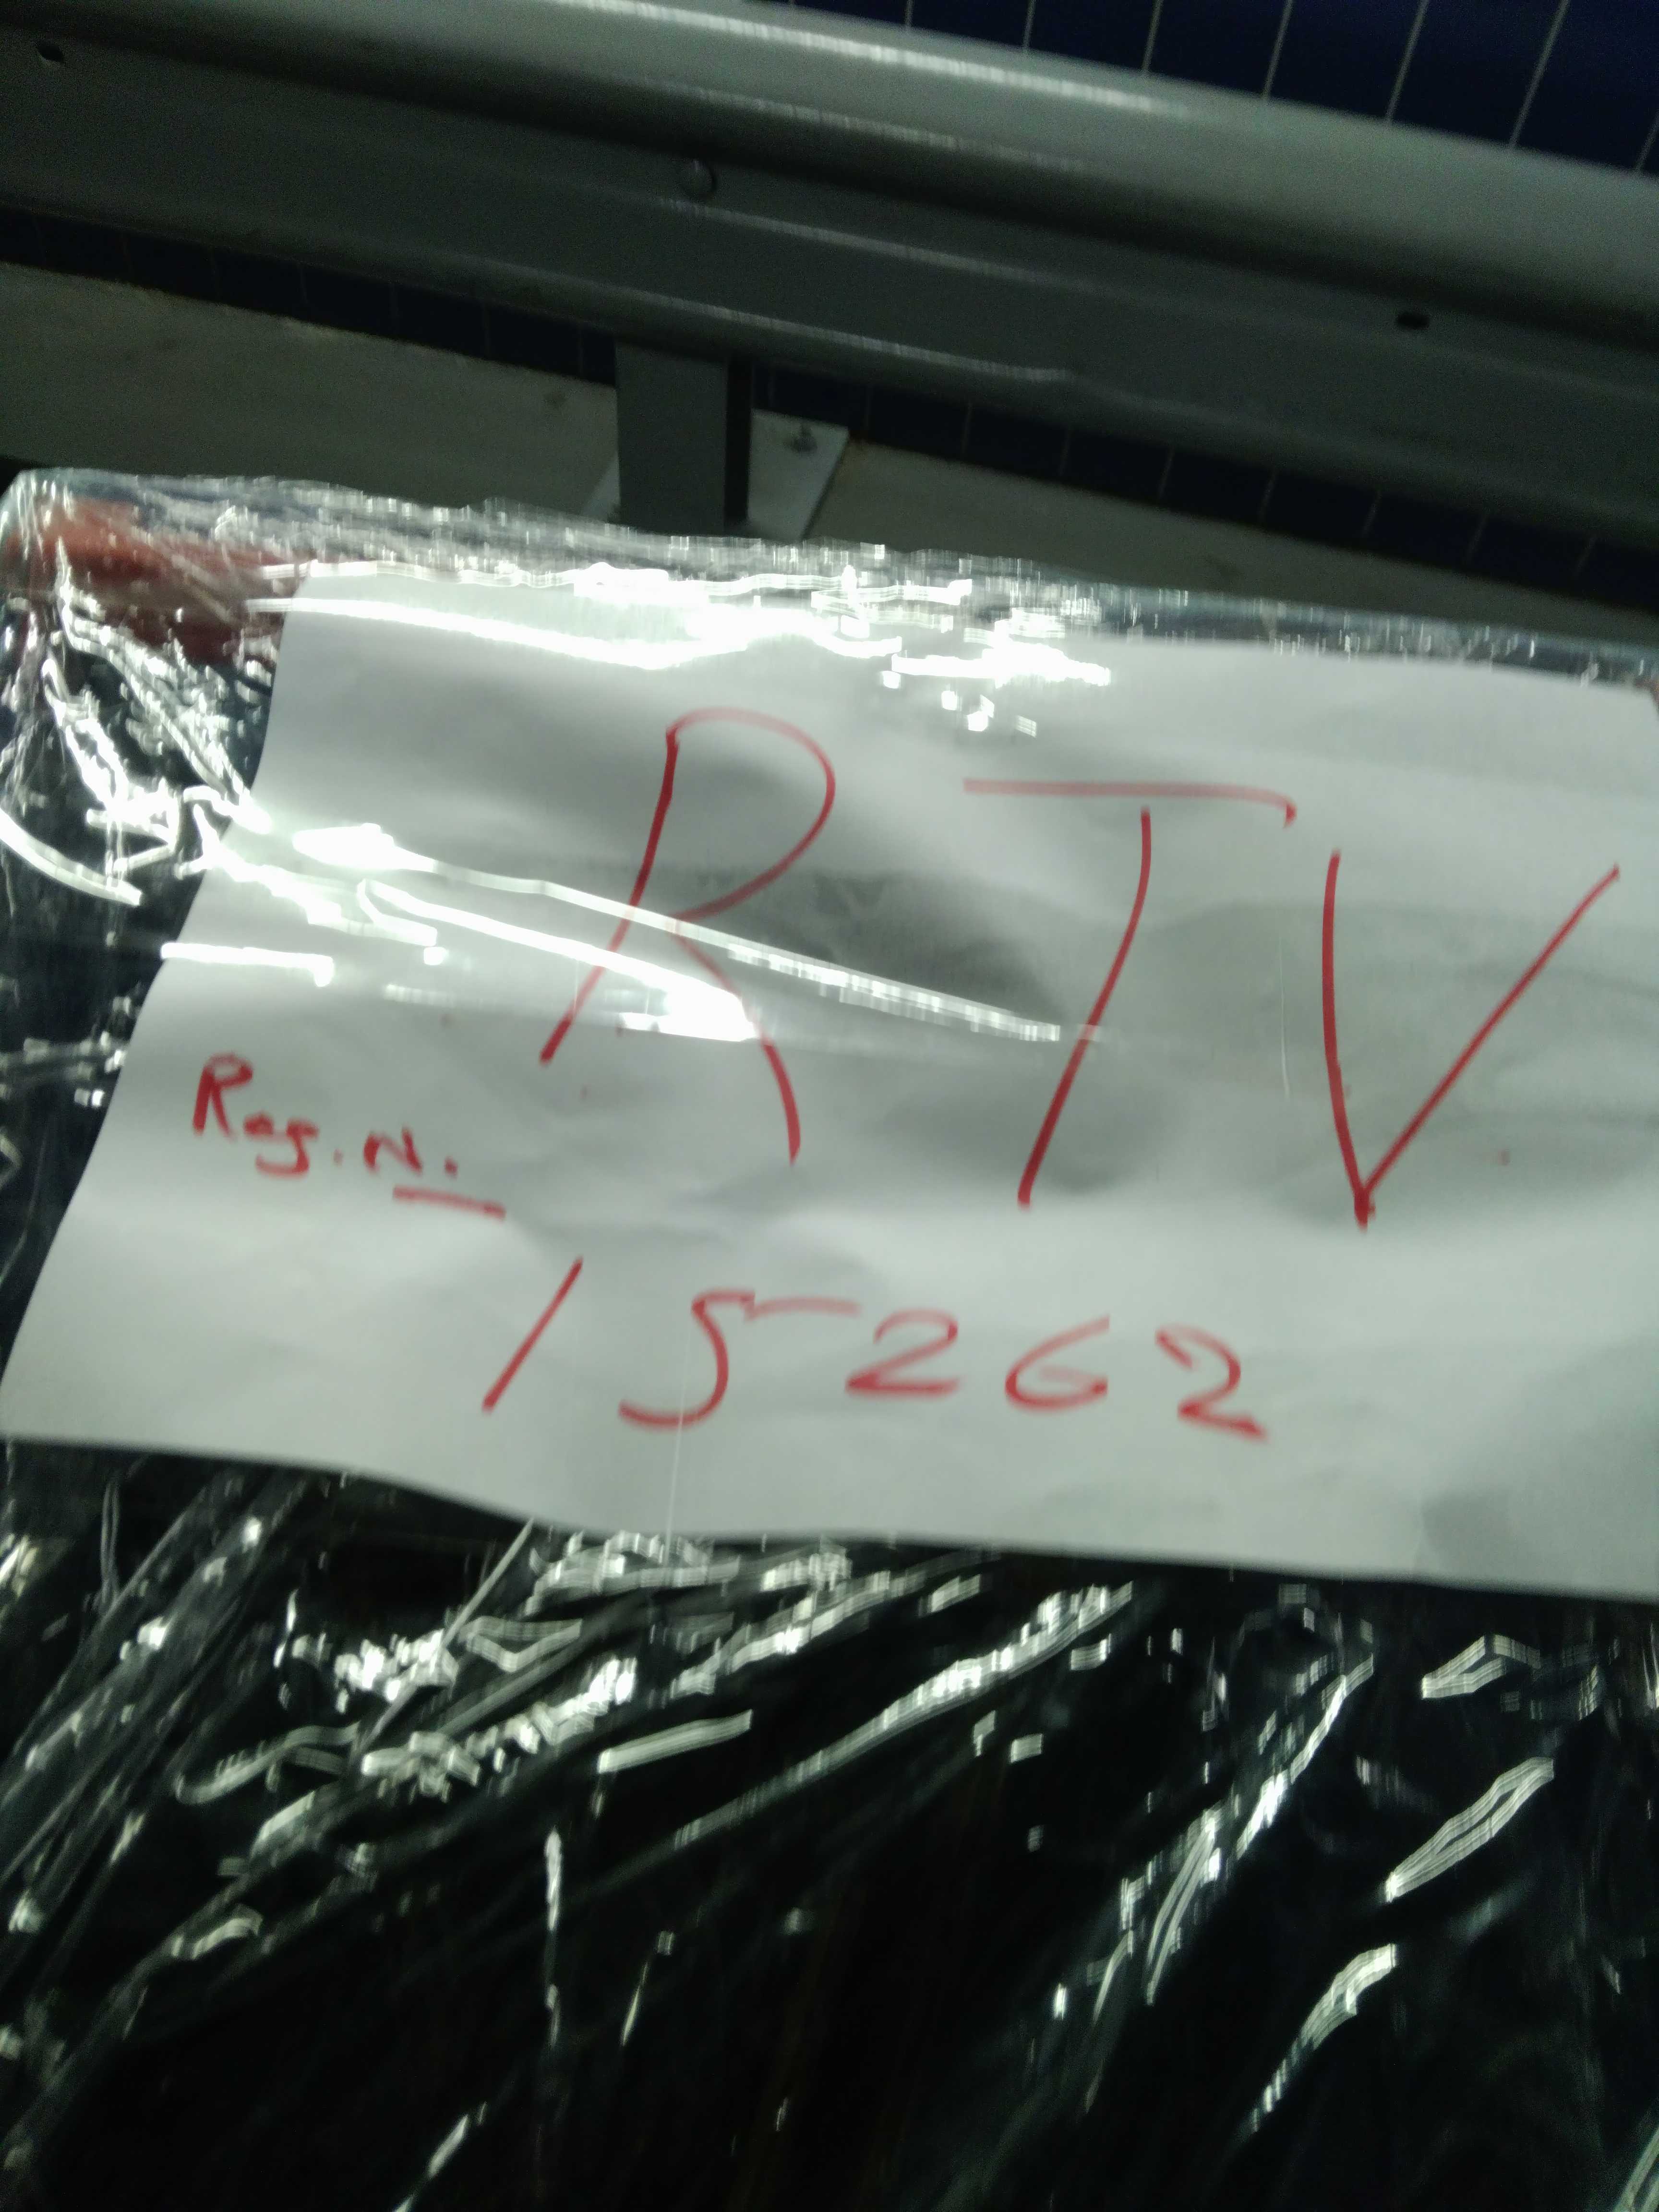 RTV
Reg. N.
15262